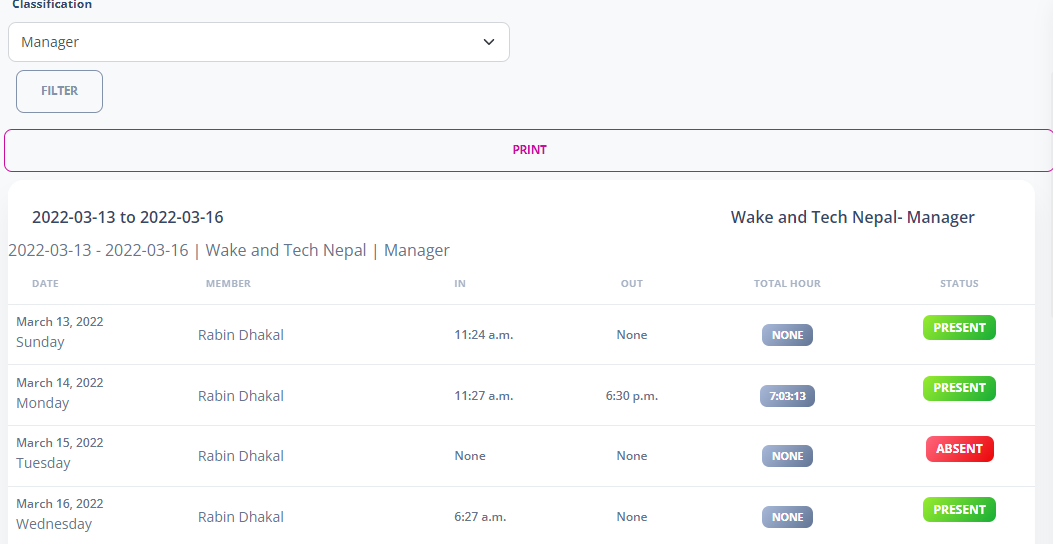 Classification
Manager
FILTER
PRINT
2022-03-13 to 2022-03-16 Wake and Tech Nepal- Manager
2022-03-13 - 2022-03-16 | Wake and Tech Nepal | Manager
DATE MEMBER IN OUT TOTAL HOUR STATUS
March 13, 2022
Sunday Rabin Dhakal 11:24 a.m. None NONE PRESENT
March 14, 2022
Monday Rabin Dhakal 11:27 a.m. 6:30 p.m. 7:03:13 PRESENT
March 15, 2022
Tuesday Rabin Dhakal None None NONE ABSENT
March 16, 2022
Wednesday Rabin Dhakal 6:27 a.m. None NONE PRESENT